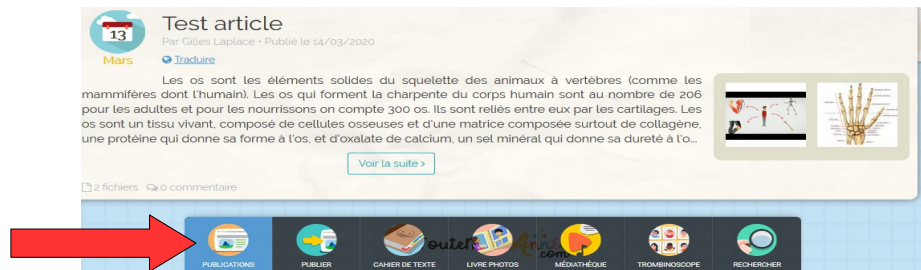 13
Mars
Test article
Par Gilles Laplace • Publié le 14/03/2020
Traduire
Les os sont les éléments solides du squelette des animaux à vertèbres (comme les
mammifères dont l'humain). Les os qui forment la charpente du corps humain sont au nombre de 206
pour les adultes et pour les nourrissons on compte 300 os. Ils sont reliés entre eux par les cartilages. Les
os sont un tissu vivant, composé de cellules osseuses et d'une matrice composée surtout de collagène,
une protéine qui donne sa forme à l'os, et d'oxalate de calcium, un sel minéral qui donne sa dureté à l'o...
Voir la suite >
2 fichiers 0 commentaire
PUBLICATIONS PUBLIER CAHIER DE TEXTE LIVRE PHOTOS MÉDIATHÈQUE TROMBINOSCOPE RECHERCHER